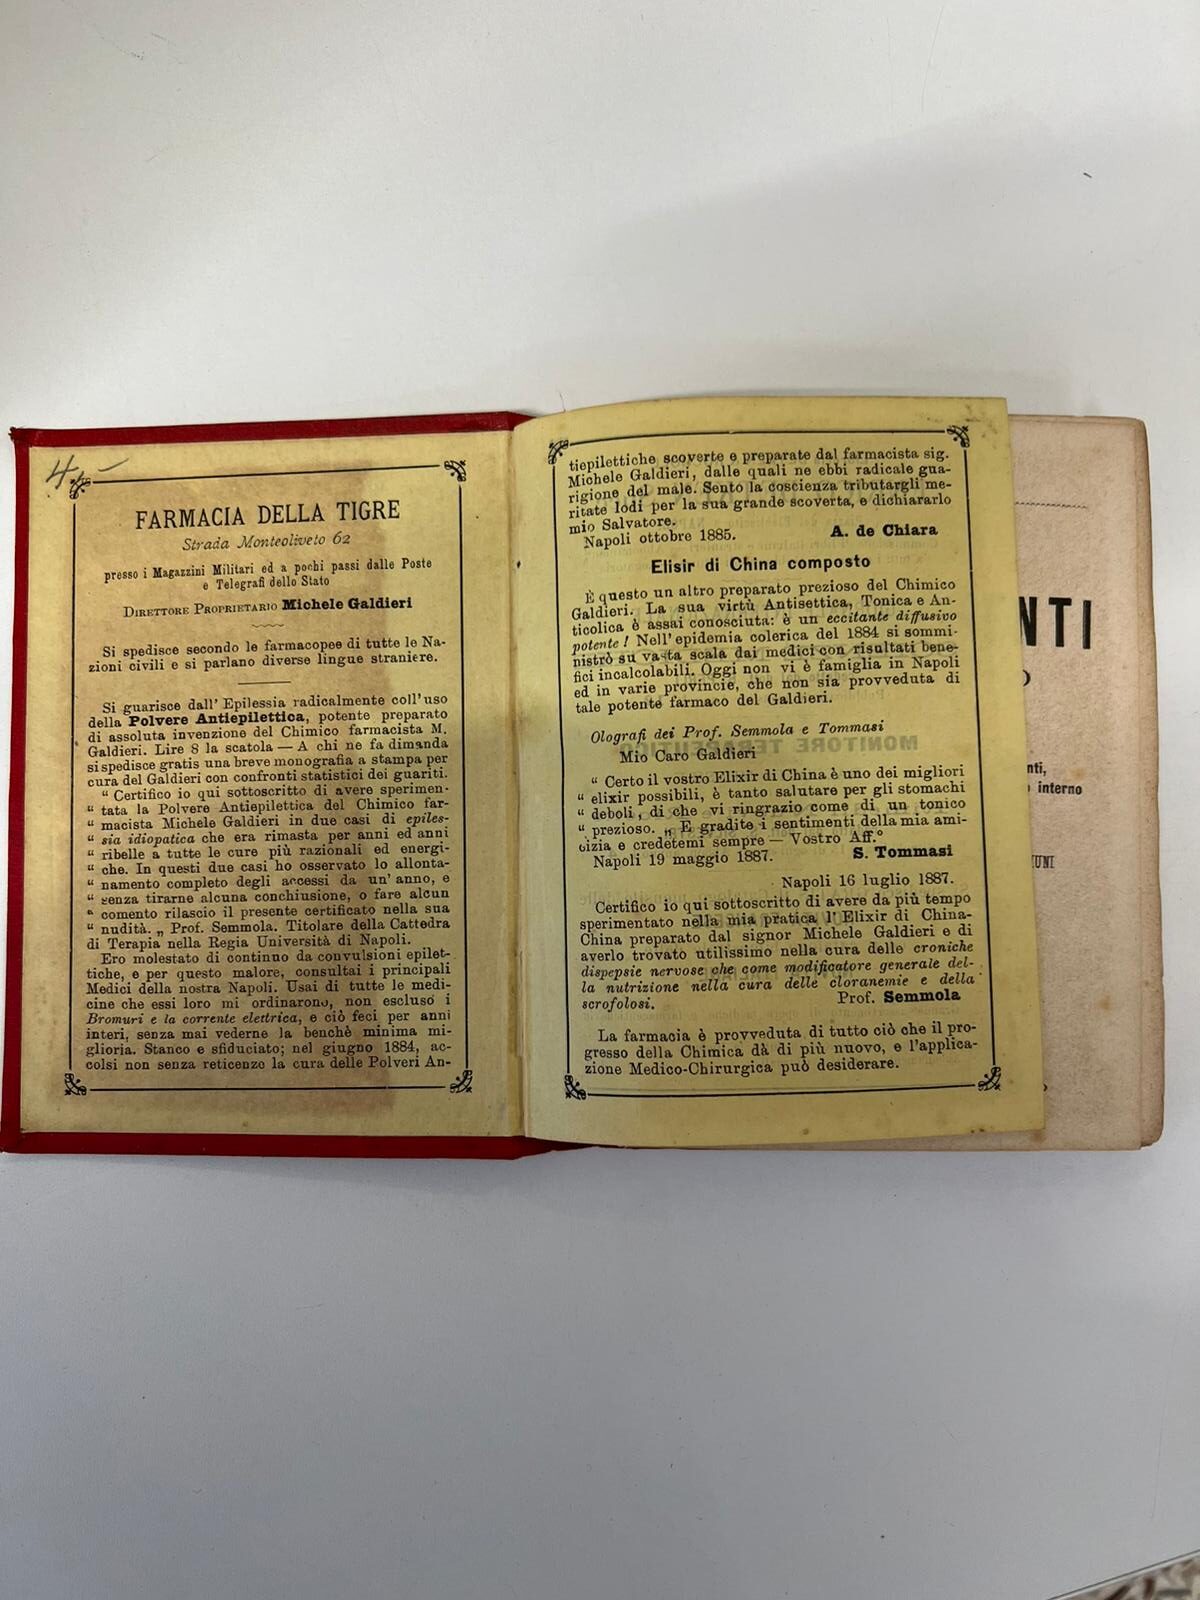 4.—
FARMACIA DELLA TIGRE
Strada Monteoliveto 62
presso i Magazzini Militari ed a pochi passi dalle Poste
e Telegrafi dello Stato
DIRETTORE PROPRIETARIO Michele Galdieri
Si spedisce secondo le farmacopee di tutte le Na-
zioni civili e si parlano diverse lingue straniere.
Si guarisce dall' Epilessia radicalmente coll'uso
della Polvere Antiepilettica, potente preparato
di assoluta invenzione del Chimico farmacista M.
Galdieri. Lire 8 la scatola — A chi ne fa dimanda
si spedisce gratis una breve monografia a stampa per
cura del Galdieri con confronti statistici dei guariti.
“ Certifico io qui sottoscritto di avere sperimen-
“ tata la Polvere Antiepilettica del Chimico far-
“ macista Michele Galdieri in due casi di epiles-
“ sia idiopatica che era rimasta per anni ed anni
“ ribelle a tutte le cure più razionali ed energi-
“ che. In questi due casi ho osservato lo allonta-
“ namento completo degli accessi da un' anno, e
“ senza tirarne alcuna conchiusione, o fare alcun
“ comento rilascio il presente certificato nella sua
“ nudità. „ Prof. Semmola. Titolare della Cattedra
di Terapia nella Regia Università di Napoli.
Ero molestato di continuo da convulsioni epilet-
tiche, e per questo malore, consultai i principali
Medici della nostra Napoli. Usai di tutte le medi-
cine che essi loro mi ordinarono, non escluso i
Bromuri e la corrente elettrica, e ciò feci per anni
interi, senza mai vederne la benchè minima mi-
glioria. Stanco e sfiduciato; nel giugno 1884, ac-
colsi non senza reticenze la cura delle Polveri An-
tiepilettiche scoverte e preparate dal farmacista sig.
Michele Galdieri, dalle quali ne ebbi radicale gua-
rigione del male. Sento la coscienza tributargli me-
ritate lodi per la sua grande scoverta, e dichiararlo
mio Salvatore.
Napoli ottobre 1885. A. de Chiara
Elisir di China composto
È questo un altro preparato prezioso del Chimico
Galdieri. La sua virtù Antisettica, Tonica e An-
ticolica è assai conosciuta: è un eccitante diffusivo
potente! Nell' epidemia colerica del 1884 si sommi-
nistrò su vasta scala dai medici con risultati bene-
fici incalcolabili. Oggi non vi è famiglia in Napoli
ed in varie provincie, che non sia provveduta di
tale potente farmaco del Galdieri.
Olografi dei Prof. Semmola e Tommasi
Mio Caro Galdieri
“ Certo il vostro Elixir di China è uno dei migliori
“ elixir possibili, è tanto salutare per gli stomachi
“ deboli, di che vi ringrazio come di un tonico
“ prezioso. „ E gradite i sentimenti della mia ami-
cizia e credetemi sempre — Vostro Aff.º
Napoli 19 maggio 1887. S. Tommasi
Napoli 16 luglio 1887.
Certifico io qui sottoscritto di avere da più tempo
sperimentato nella mia pratica l' Elixir di China-
China preparato dal signor Michele Galdieri e di
averlo trovato utilissimo nella cura delle croniche
dispepsie nervose che come modificatore generale del-
la nutrizione nella cura delle cloranemie e della
scrofolosi. Prof. Semmola
La farmacia è provveduta di tutto ciò che il pro-
gresso della Chimica dà di più nuovo, e l'applica-
zione Medico-Chirurgica può desiderare.
NTI
nti,
interno
UNI